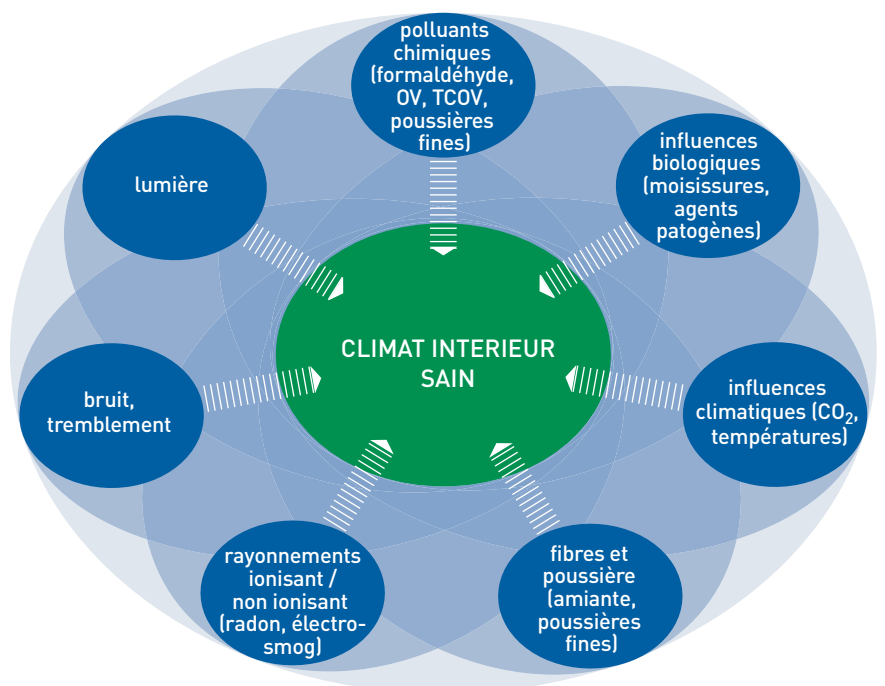 polluants
chimiques
(formaldéhyde,
OV, TCOV,
poussières
fines)
influences
biologiques
(moisissures,
agents
patogènes)
lumière
CLIMAT INTERIEUR
SAIN
influences
climatiques (CO₂,
températures)
bruit,
tremblement
fibres et
poussière
(amiante,
poussières
fines)
rayonnements
ionisant /
non ionisant
(radon, électro-
smog)